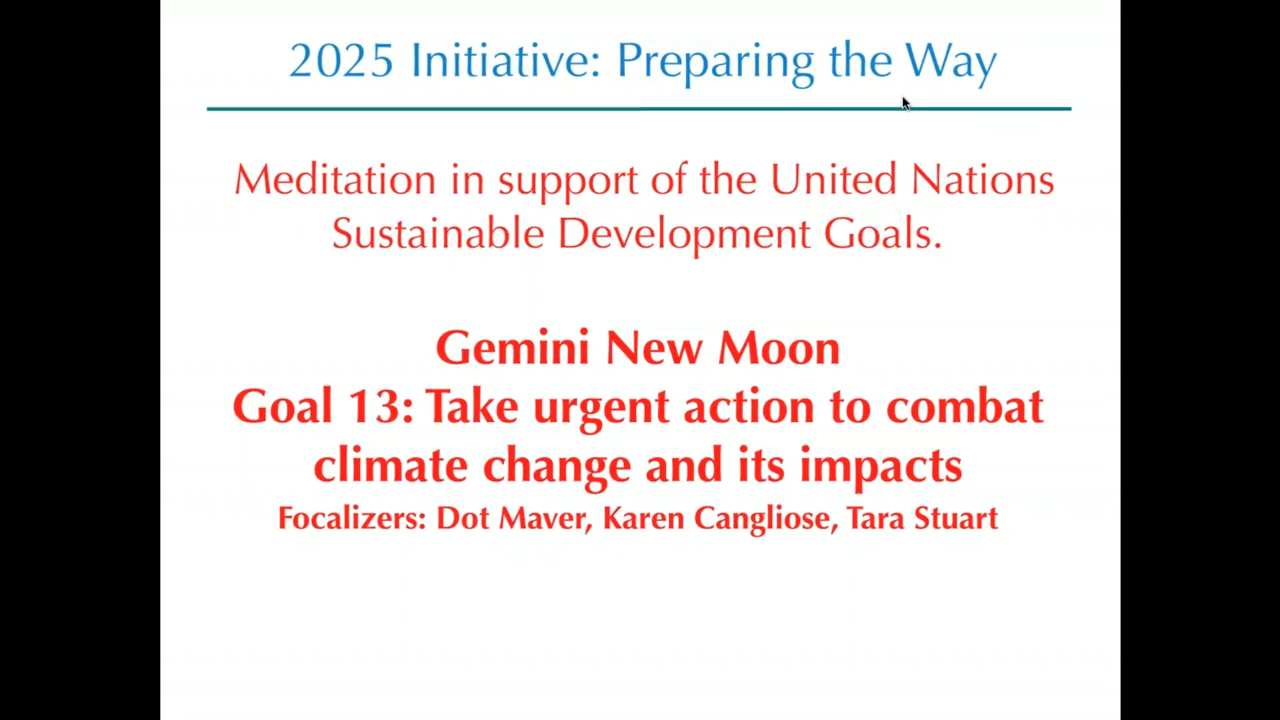 2025 Initiative: Preparing the Way
Meditation in support of the United Nations
Sustainable Development Goals.
Gemini New Moon
Goal 13: Take urgent action to combat
climate change and its impacts
Focalizers: Dot Maver, Karen Cangliose, Tara Stuart